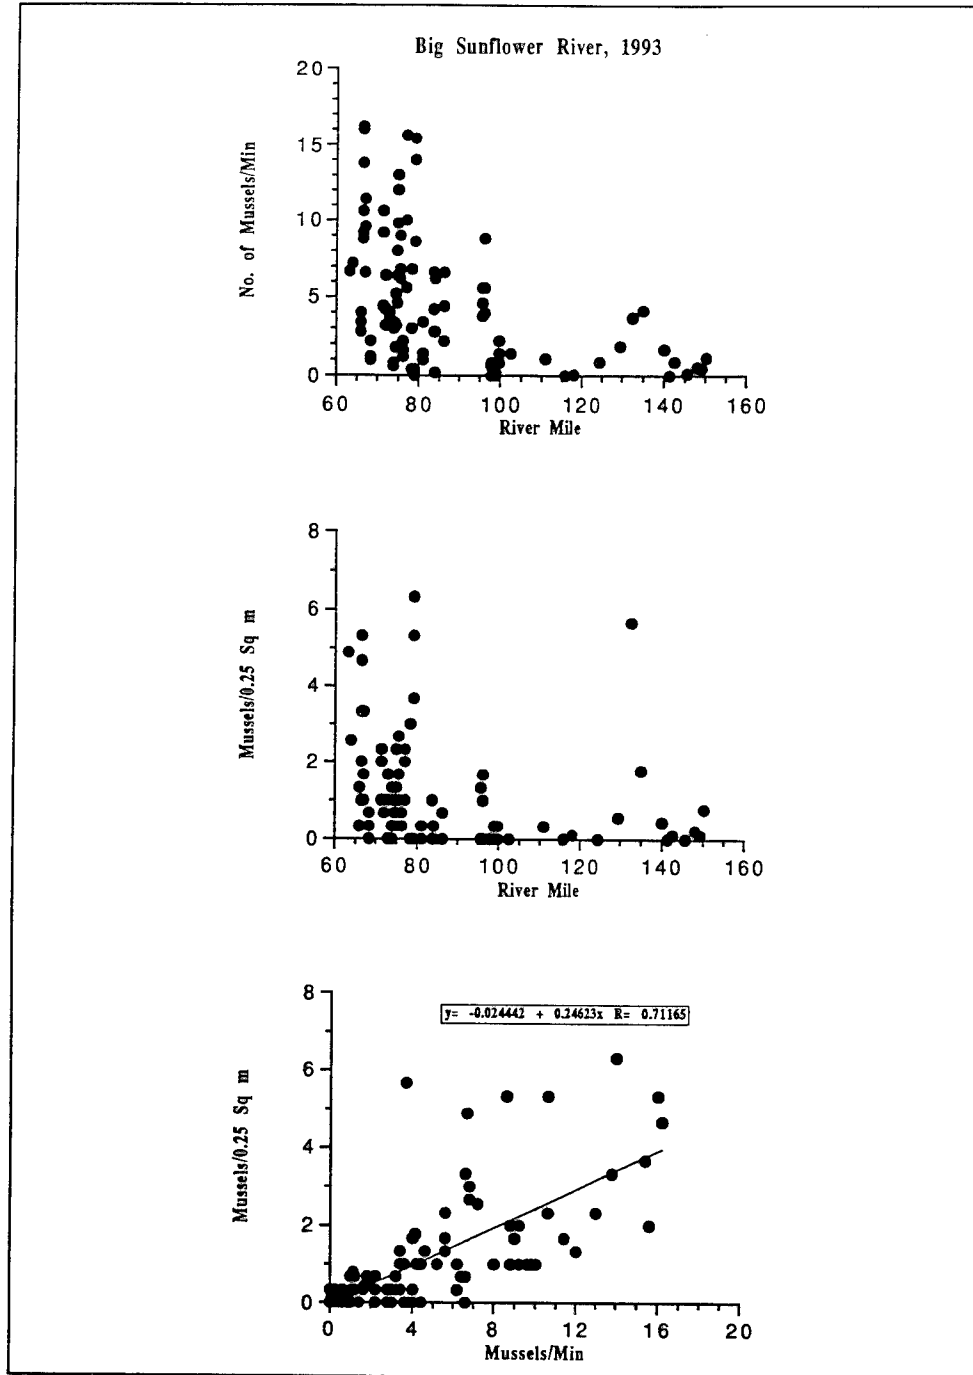 Big Sunflower River, 1993
20
15
10
5
0
No. of Mussels/Min
60 80 100 120 140 160
River Mile
8
6
4
2
0
Mussels/0.25 Sq m
60 80 100 120 140 160
River Mile
8
6
4
2
0
Mussels/0.25 Sq m
y= -0.024442 + 0.24623x R= 0.71165
0 4 8 12 16 20
Mussels/Min